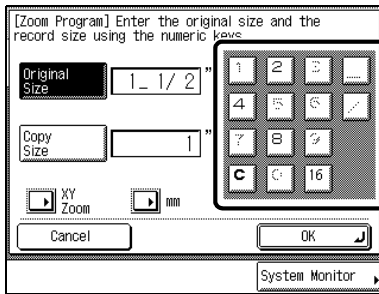 [Zoom Program] Enter the original size and the
record size using the numeric keys
Original
Size
1_ 1/ 2 "
Copy
Size
1 "
1 2 3 _
4 5 6 /
7 8 9
C 0 16
XY
Zoom
mm
Cancel
OK
System Monitor